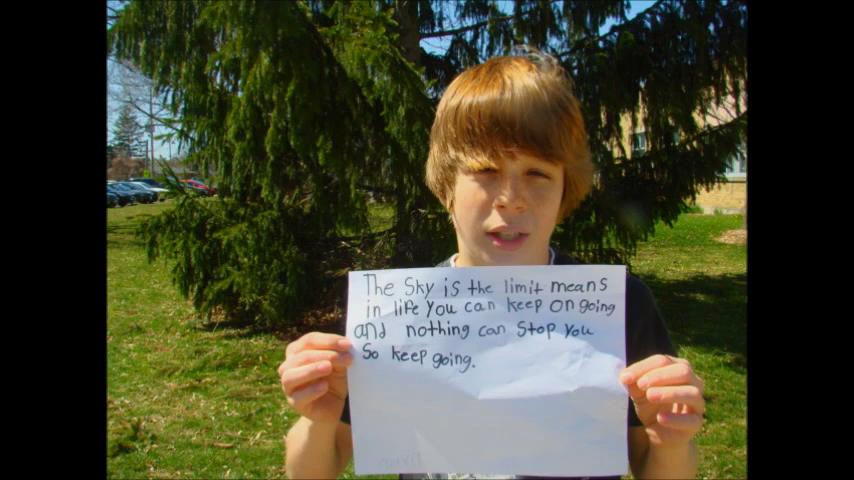 The Sky is the limit means
in life You can keep on going
and nothing can Stop you
So keep going.